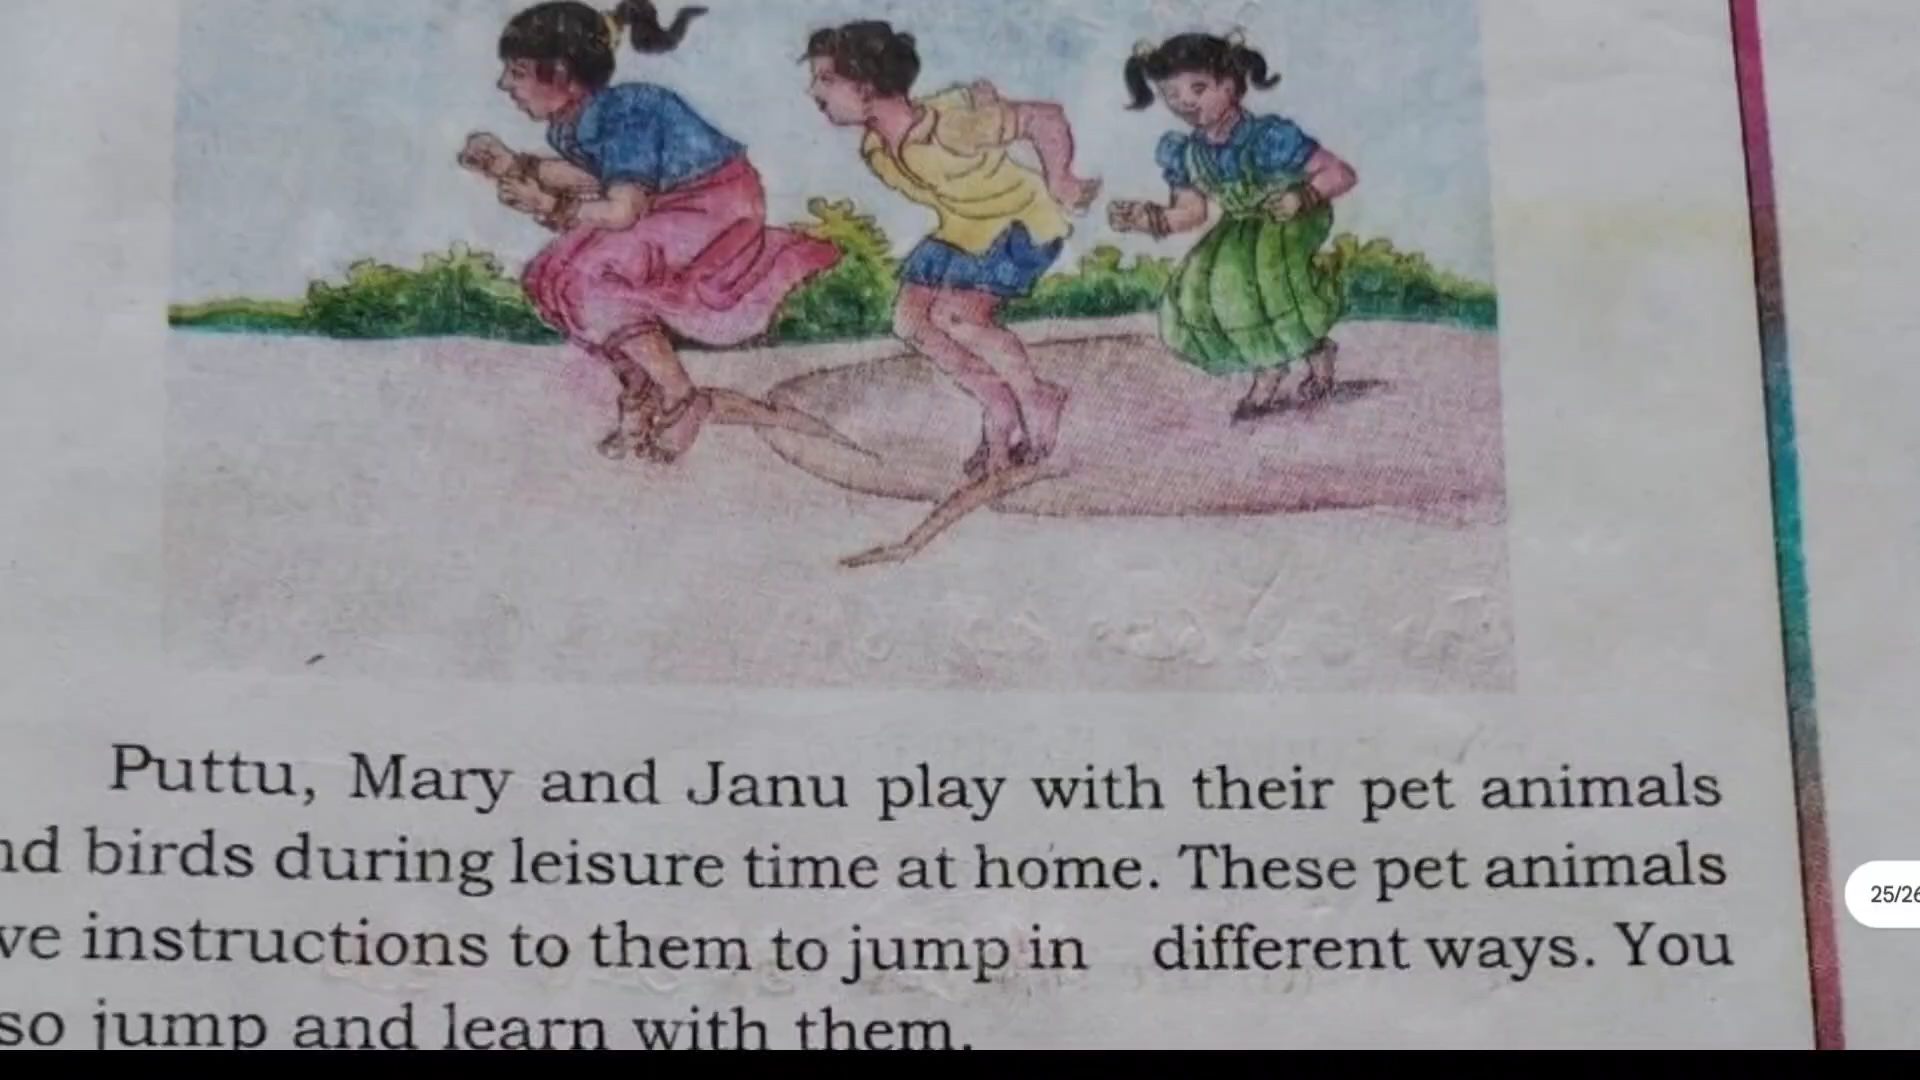 Puttu, Mary and Janu play with their pet animals
nd birds during leisure time at home. These pet animals
ve instructions to them to jump in different ways. You
so jump and learn with them.
25/26